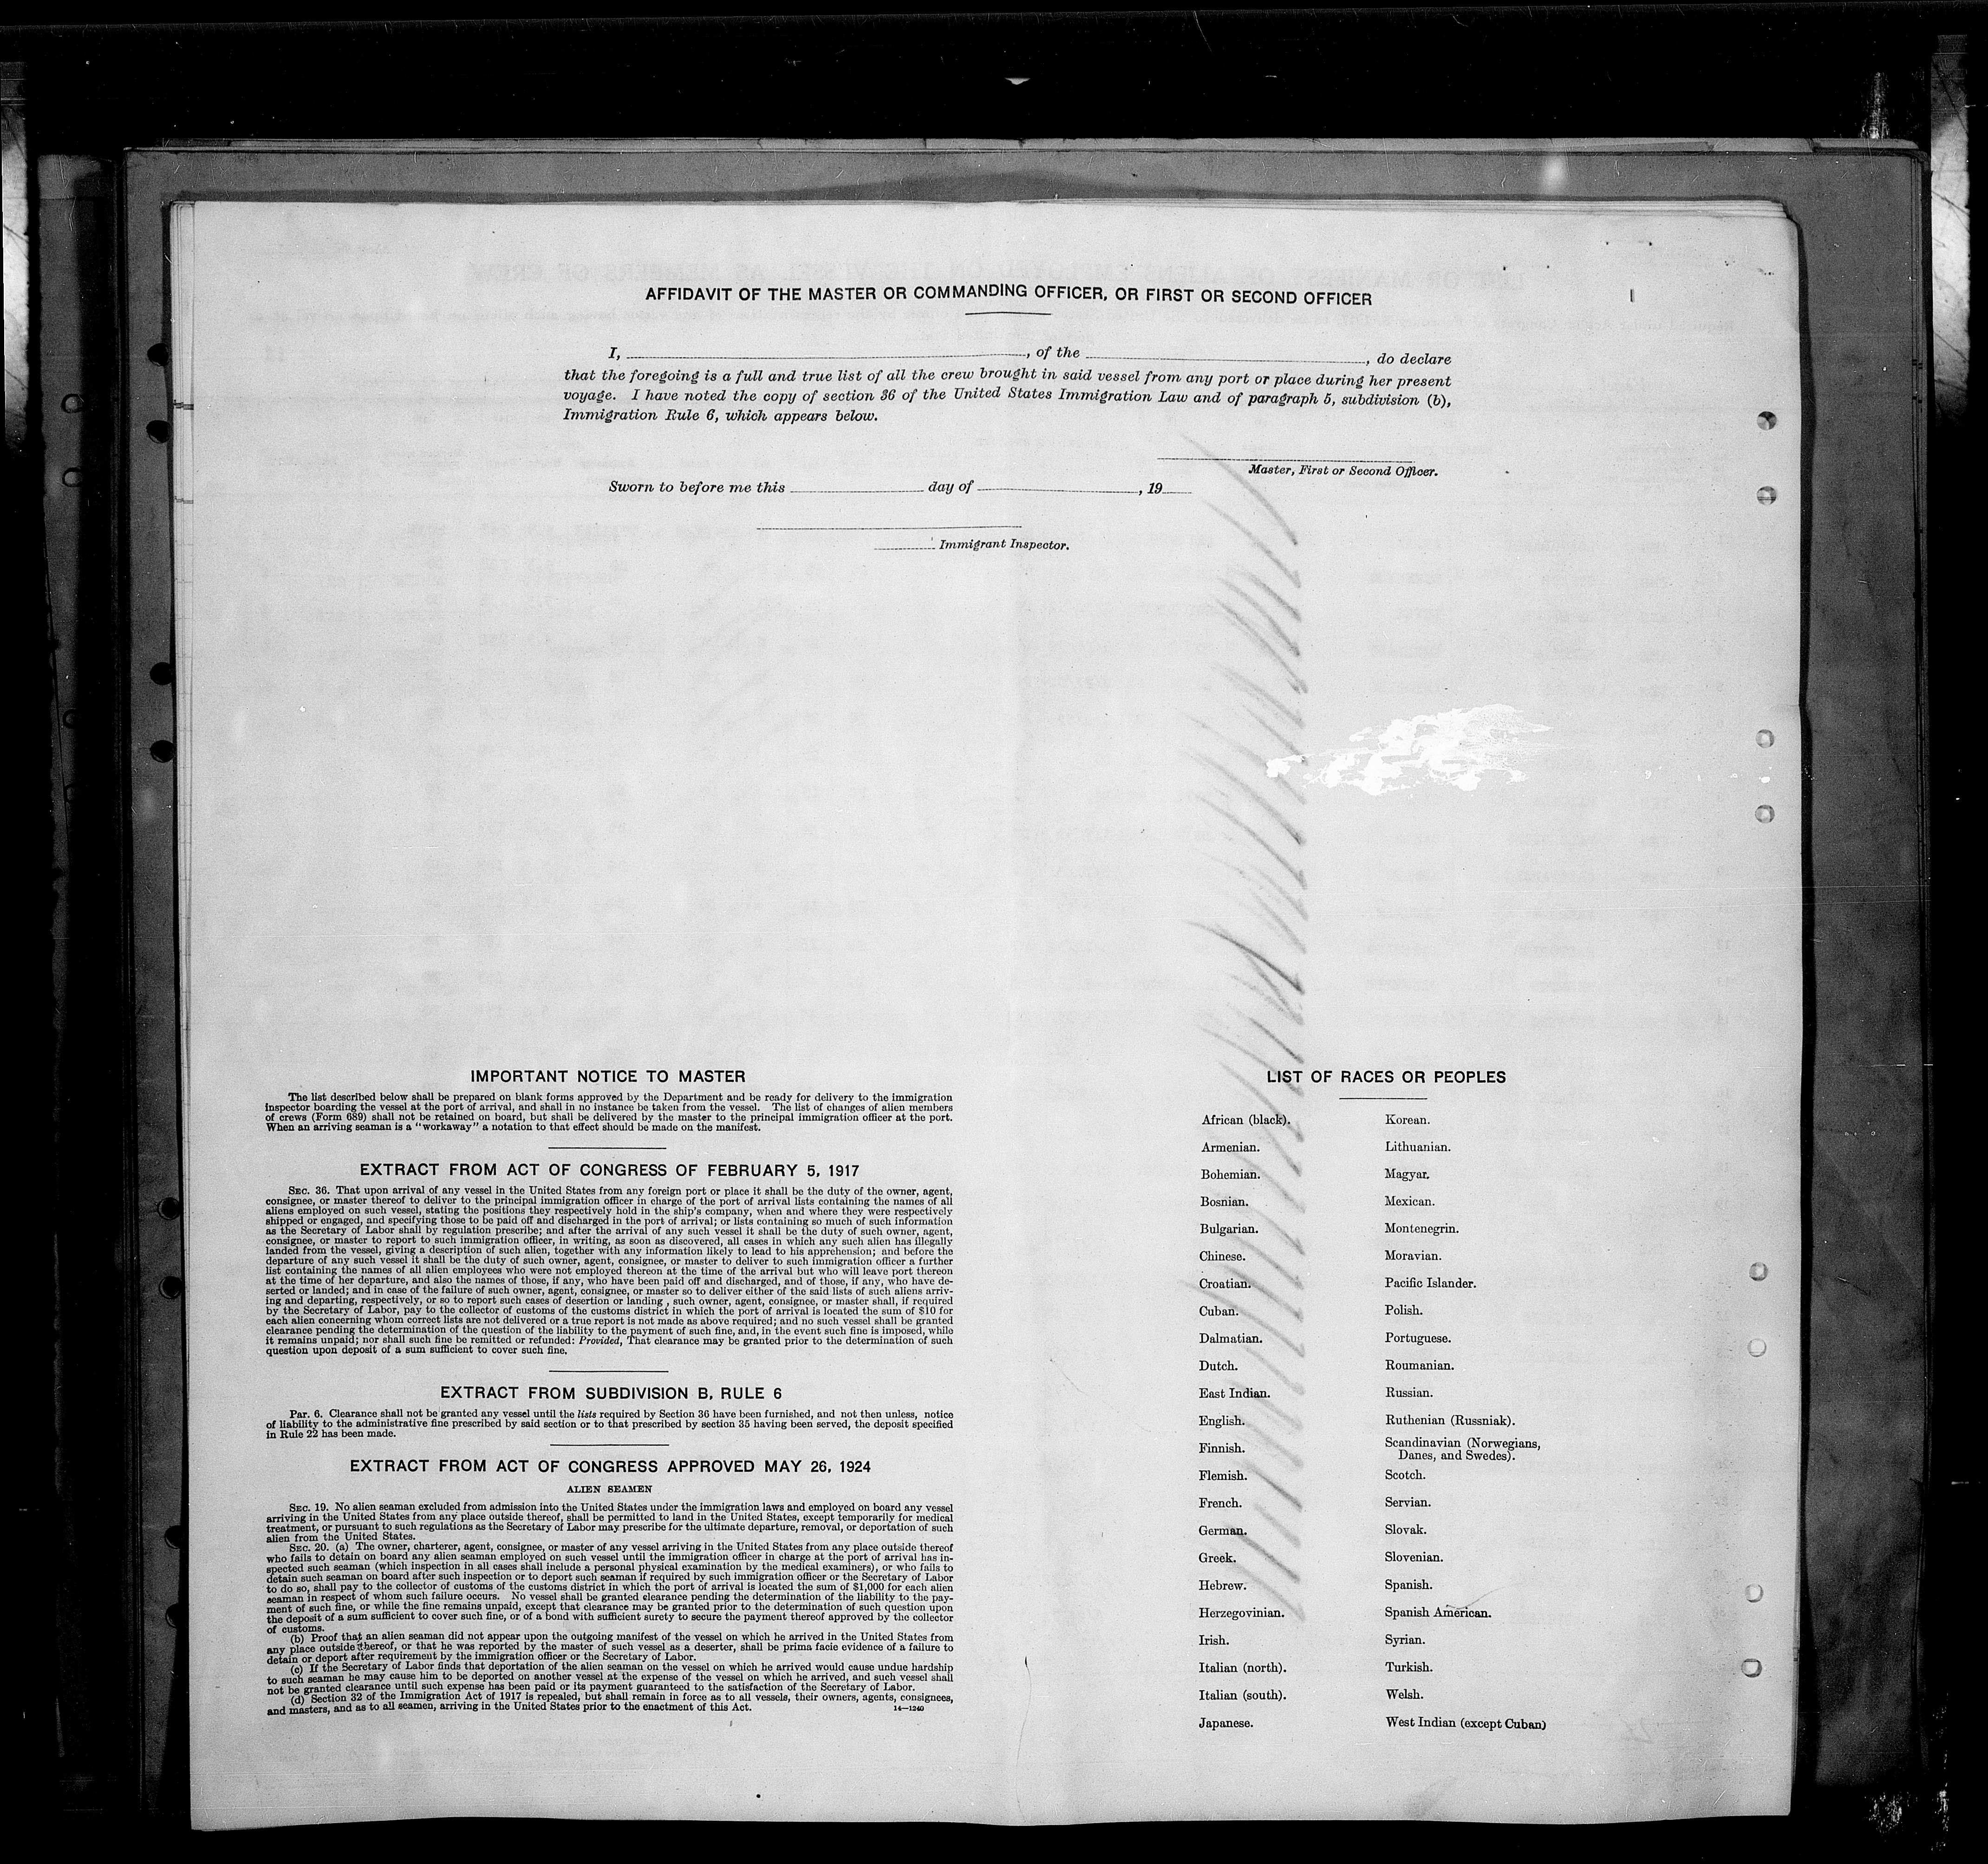 AFFIDAVIT OF THE MASTER OR COMMANDING OFFICER, OR FIRST OR SECOND OFFICER
I, , of the , do declare
that the foregoing is a full and true list of all the crew brought in said vessel from any port or place during her present
voyage. I have noted the copy of section 36 of the United States Immigration Law and of paragraph 5, subdivision (b),
Immigration Rule 6, which appears below.
Master, First or Second Officer.
Sworn to before me this day of , 19
Immigrant Inspector.
IMPORTANT NOTICE TO MASTER
The list described below shall be prepared on blank forms approved by the Department and be ready for delivery to the immigration
inspector boarding the vessel at the port of arrival, and shall in no instance be taken from the vessel. The list of changes of alien members
of crews (Form 689) shall not be retained on board, but shall be delivered by the master to the principal immigration officer at the port.
When an arriving seaman is a "workaway" a notation to that effect should be made on the manifest.
EXTRACT FROM ACT OF CONGRESS OF FEBRUARY 5, 1917
SEC. 36. That upon arrival of any vessel in the United States from any foreign port or place it shall be the duty of the owner, agent,
consignee, or master thereof to deliver to the principal immigration officer in charge of the port of arrival lists containing the names of all
aliens employed on such vessel, stating the positions they respectively hold in the ship's company, when and where they were respectively
shipped or engaged, and specifying those to be paid off and discharged in the port of arrival; or lists containing so much of such information
as the Secretary of Labor shall by regulation prescribe; and after the arrival of any such vessel it shall be the duty of such owner, agent,
consignee, or master to report to such immigration officer, in writing, as soon as discovered, all cases in which any such alien has illegally
landed from the vessel, giving a description of such alien, together with any information likely to lead to his apprehension; and before the
departure of any such vessel it shall be the duty of such owner, agent, consignee, or master to deliver to such immigration officer a further
list containing the names of all alien employees who were not employed thereon at the time of the arrival but who will leave port thereon
at the time of her departure, and also the names of those, if any, who have been paid off and discharged, and of those, if any, who have de-
serted or landed; and in case of the failure of such owner, agent, consignee, or master so to deliver either of the said lists of such aliens arriv-
ing and departing, respectively, or so to report such cases of desertion or landing , such owner, agent, consignee, or master shall, if required
by the Secretary of Labor, pay to the collector of customs of the customs district in which the port of arrival is located the sum of $10 for
each alien concerning whom correct lists are not delivered or a true report is not made as above required; and no such vessel shall be granted
clearance pending the determination of the question of the liability to the payment of such fine, and, in the event such fine is imposed, while
it remains unpaid; nor shall such fine be remitted or refunded: Provided, That clearance may be granted prior to the determination of such
question upon deposit of a sum sufficient to cover such fine.
EXTRACT FROM SUBDIVISION B, RULE 6
Par. 6. Clearance shall not be granted any vessel until the lists required by Section 36 have been furnished, and not then unless, notice
of liability to the administrative fine prescribed by said section or to that prescribed by section 35 having been served, the deposit specified
in Rule 22 has been made.
EXTRACT FROM ACT OF CONGRESS APPROVED MAY 26, 1924
ALIEN SEAMEN
SEC. 19. No alien seaman excluded from admission into the United States under the immigration laws and employed on board any vessel
arriving in the United States from any place outside thereof, shall be permitted to land in the United States, except temporarily for medical
treatment, or pursuant to such regulations as the Secretary of Labor may prescribe for the ultimate departure, removal, or deportation of such
alien from the United States.
SEC. 20. (a) The owner, charterer, agent, consignee, or master of any vessel arriving in the United States from any place outside thereof
who fails to detain on board any alien seaman employed on such vessel until the immigration officer in charge at the port of arrival has in-
spected such seaman (which inspection in all cases shall include a personal physical examination by the medical examiners), or who fails to
detain such seaman on board after such inspection or to deport such seaman if required by such immigration officer or the Secretary of Labor
to do so, shall pay to the collector of customs of the customs district in which the port of arrival is located the sum of $1,000 for each alien
seaman in respect of whom such failure occurs. No vessel shall be granted clearance pending the determination of the liability to the pay-
ment of such fine, or while the fine remains unpaid, except that clearance may be granted prior to the determination of such question upon
the deposit of a sum sufficient to cover such fine, or of a bond with sufficient surety to secure the payment thereof approved by the collector
of customs.
(b) Proof that an alien seaman did not appear upon the outgoing manifest of the vessel on which he arrived in the United States from
any place outside thereof, or that he was reported by the master of such vessel as a deserter, shall be prima facie evidence of a failure to
detain or deport after requirement by the immigration officer or the Secretary of Labor.
(c) If the Secretary of Labor finds that deportation of the alien seaman on the vessel on which he arrived would cause undue hardship
to such seaman he may cause him to be deported on another vessel at the expense of the vessel on which he arrived, and such vessel shall
not be granted clearance until such expense has been paid or its payment guaranteed to the satisfaction of the Secretary of Labor.
(d) Section 32 of the Immigration Act of 1917 is repealed, but shall remain in force as to all vessels, their owners, agents, consignees,
and masters, and as to all seamen, arriving in the United States prior to the enactment of this Act. 14—1240
LIST OF RACES OR PEOPLES
African (black). Korean.
Armenian. Lithuanian.
Bohemian. Magyar.
Bosnian. Mexican.
Bulgarian. Montenegrin.
Chinese. Moravian.
Croatian. Pacific Islander.
Cuban. Polish.
Dalmatian. Portuguese.
Dutch. Roumanian.
East Indian. Russian.
English. Ruthenian (Russniak).
Finnish. Scandinavian (Norwegians,
Danes, and Swedes).
Flemish. Scotch.
French. Servian.
German. Slovak.
Greek. Slovenian.
Hebrew. Spanish.
Herzegovinian. Spanish American.
Irish. Syrian.
Italian (north). Turkish.
Italian (south). Welsh.
Japanese. West Indian (except Cuban)